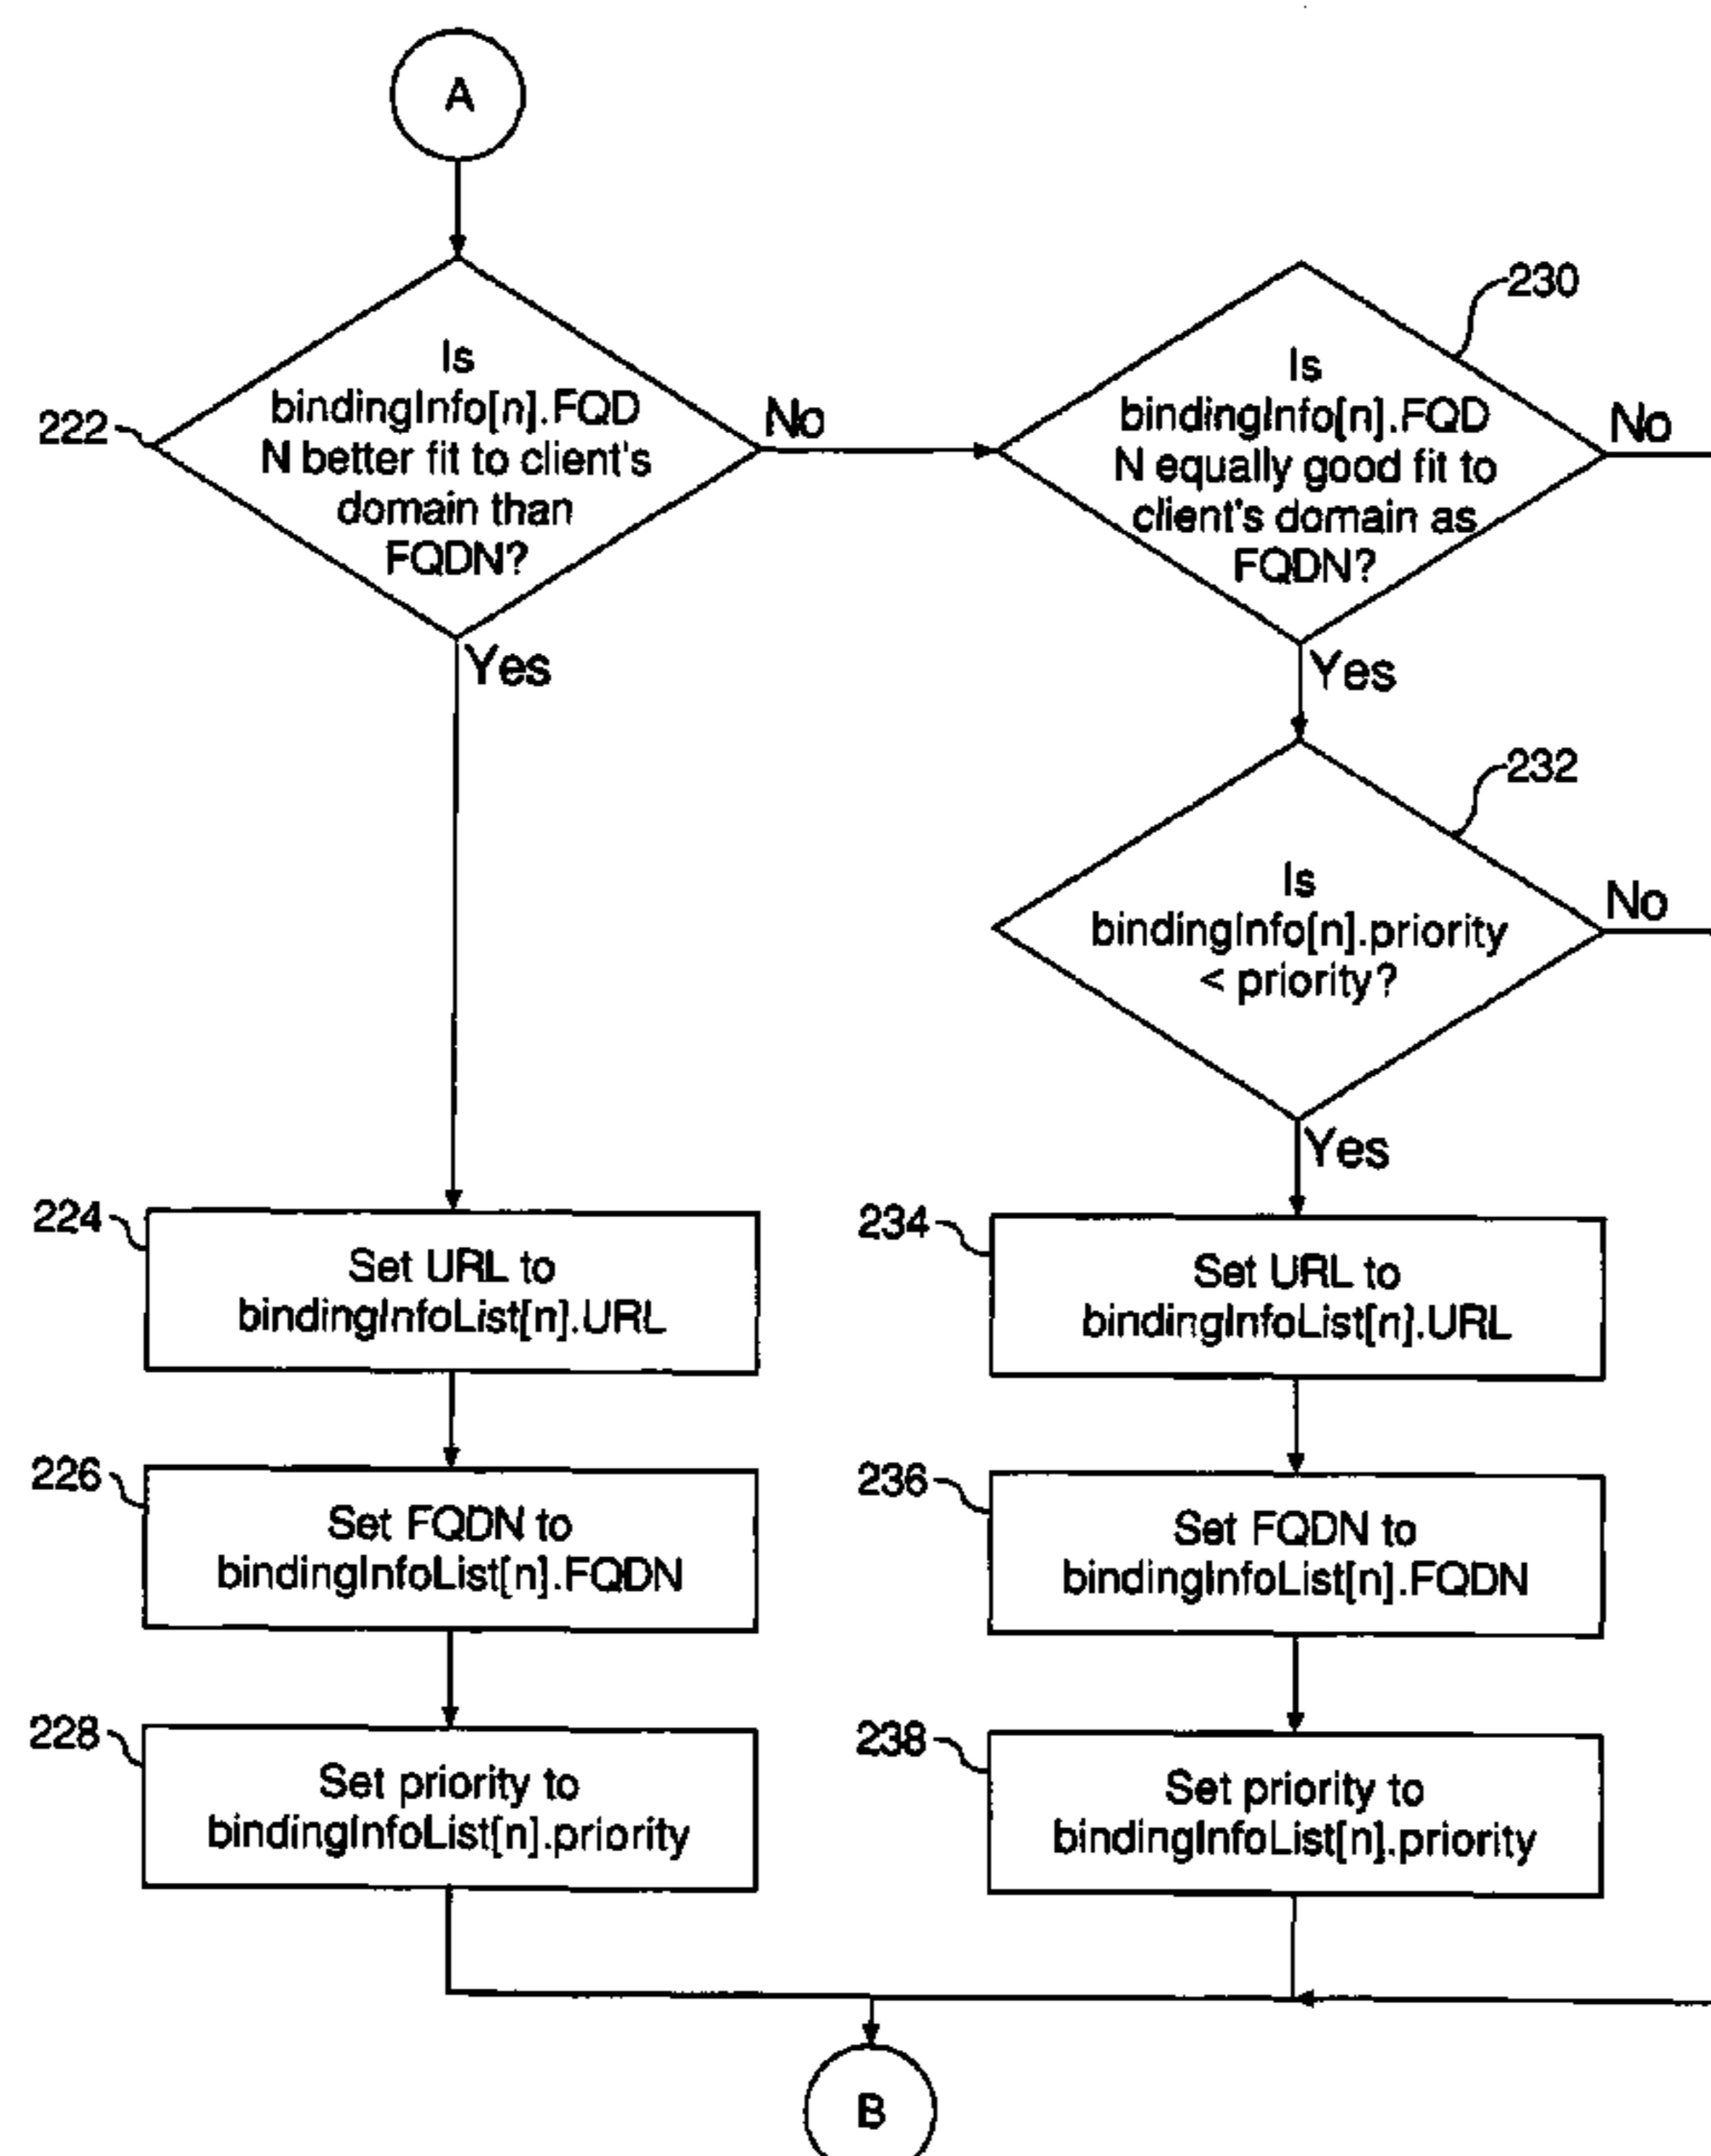 A
Is
bindingInfo[n].FQD
N better fit to client's
domain than
FQDN?
222
No
Yes
Is
bindingInfo[n].FQD
N equally good fit to
client's domain as
FQDN?
230
No
Yes
Is
bindingInfo[n].priority
< priority?
232
No
Yes
224
Set URL to
bindingInfoList[n].URL
226
Set FQDN to
bindingInfoList[n].FQDN
228
Set priority to
bindingInfoList[n].priority
234
Set URL to
bindingInfoList[n].URL
236
Set FQDN to
bindingInfoList[n].FQDN
238
Set priority to
bindingInfoList[n].priority
B